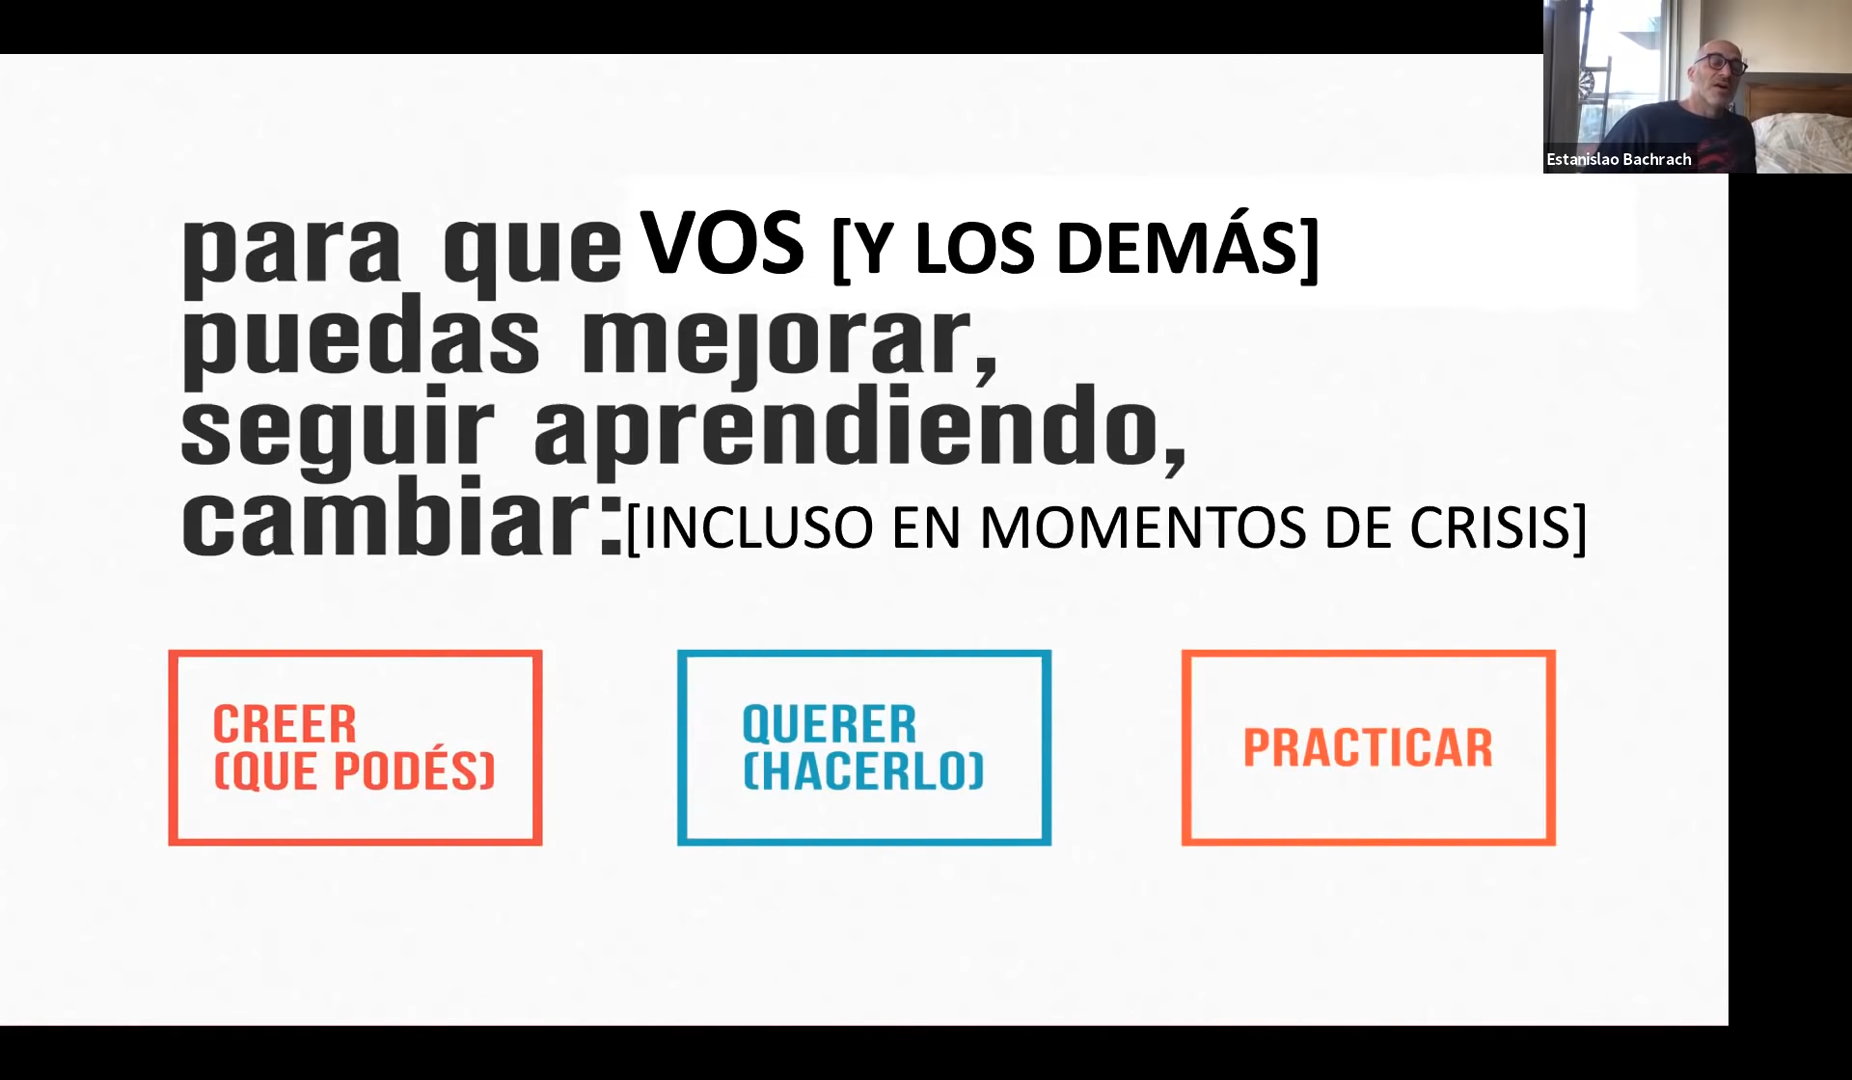 Estanislao Bachrach
para que VOS [Y LOS DEMÁS]
puedas mejorar,
seguir aprendiendo,
cambiar:[INCLUSO EN MOMENTOS DE CRISIS]
CREER
(QUE PODÉS)
QUERER
(HACERLO)
PRACTICAR